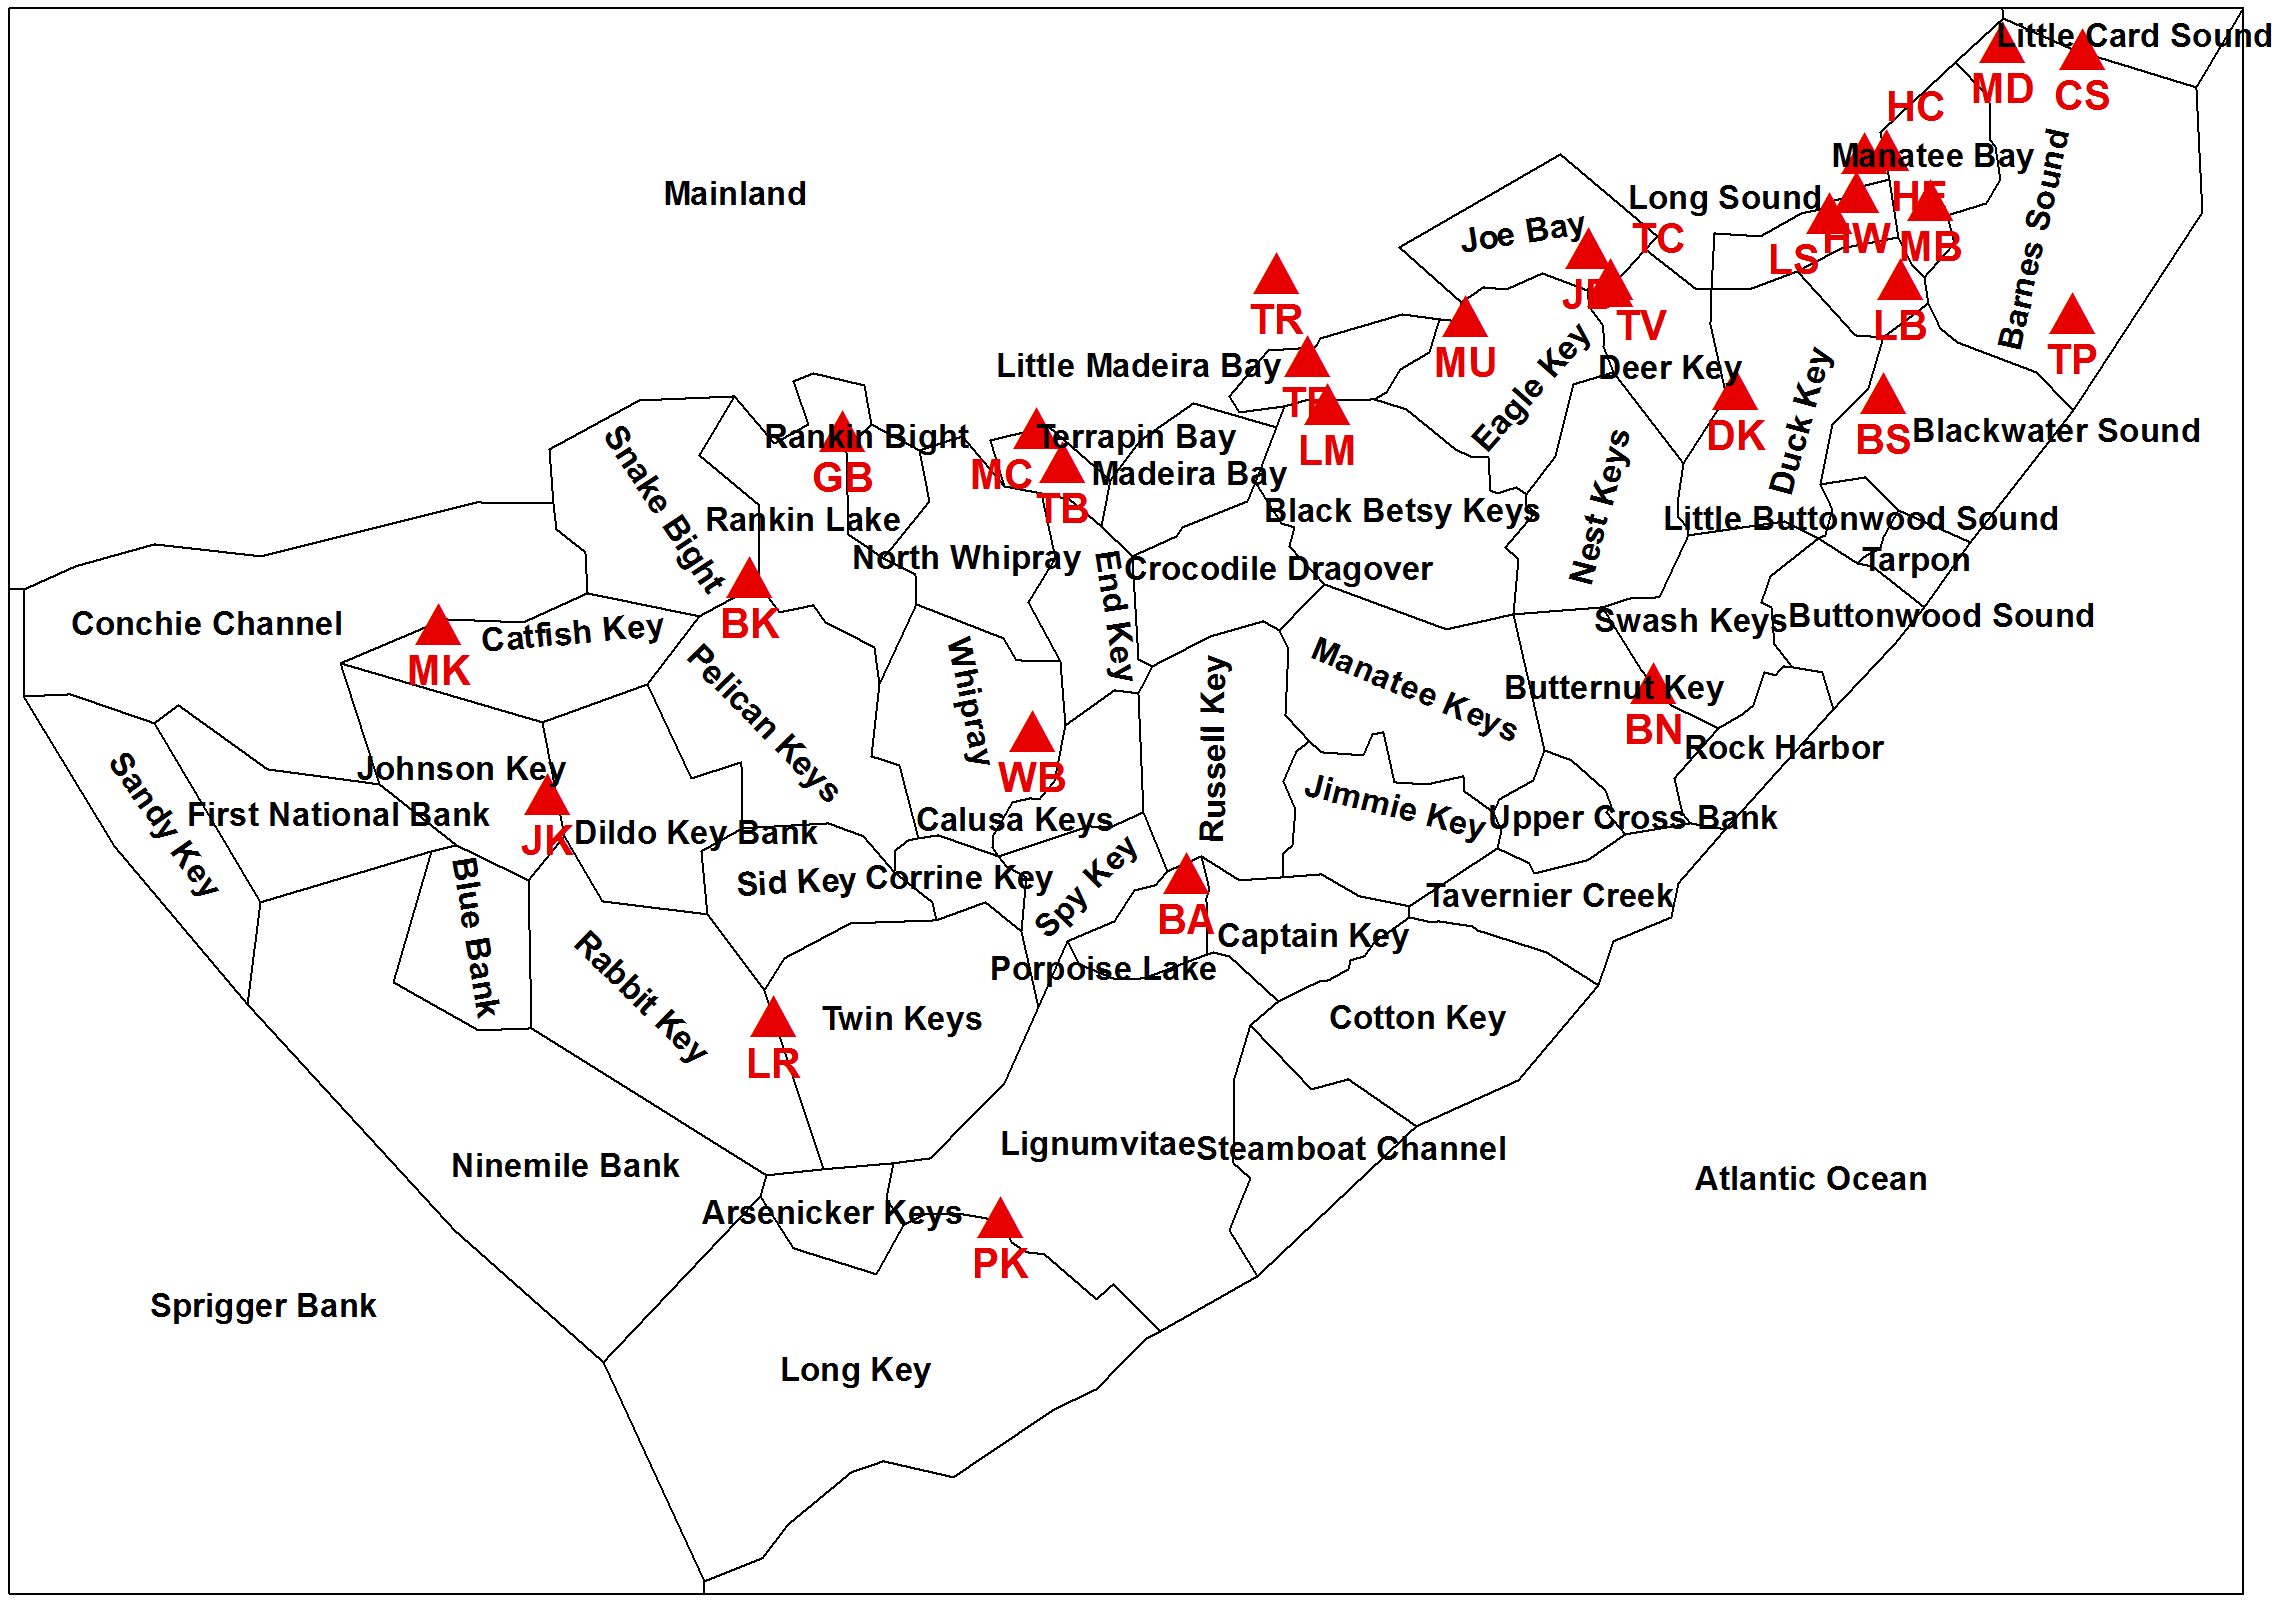 Little Card Sound
MD
CS
HC
Manatee Bay
Mainland
Long Sound
HW
MB
Joe Bay
TC
LS
Barnes Sound
TR
TV
LB
MU
TP
Little Madeira Bay
Eagle Key
Deer Key
Duck Key
Rankin Bight
Terrapin Bay
LM
DK
BS
Blackwater Sound
GB
MC
Madeira Bay
Snake Bight
TB
Black Betsy Keys
Nest Keys
Rankin Lake
Little Buttonwood Sound
North Whipray
End Key
Crocodile Dragover
Tarpon
Conchie Channel
BK
Catfish Key
Swash Keys
Buttonwood Sound
MK
Pelican Keys
Whipray
Russell Key
Manatee Keys
Butternut Key
BN
Rock Harbor
Johnson Key
WB
Sandy Key
First National Bank
JK
Dildo Key Bank
Calusa Keys
Jimmie Key
Upper Cross Bank
Blue Bank
Sid Key
Corrine Key
Spy Key
BA
Tavernier Creek
Captain Key
Rabbit Key
Porpoise Lake
Twin Keys
Cotton Key
LR
Lignumvitae
Steamboat Channel
Ninemile Bank
Atlantic Ocean
Arsenicker Keys
PK
Sprigger Bank
Long Key